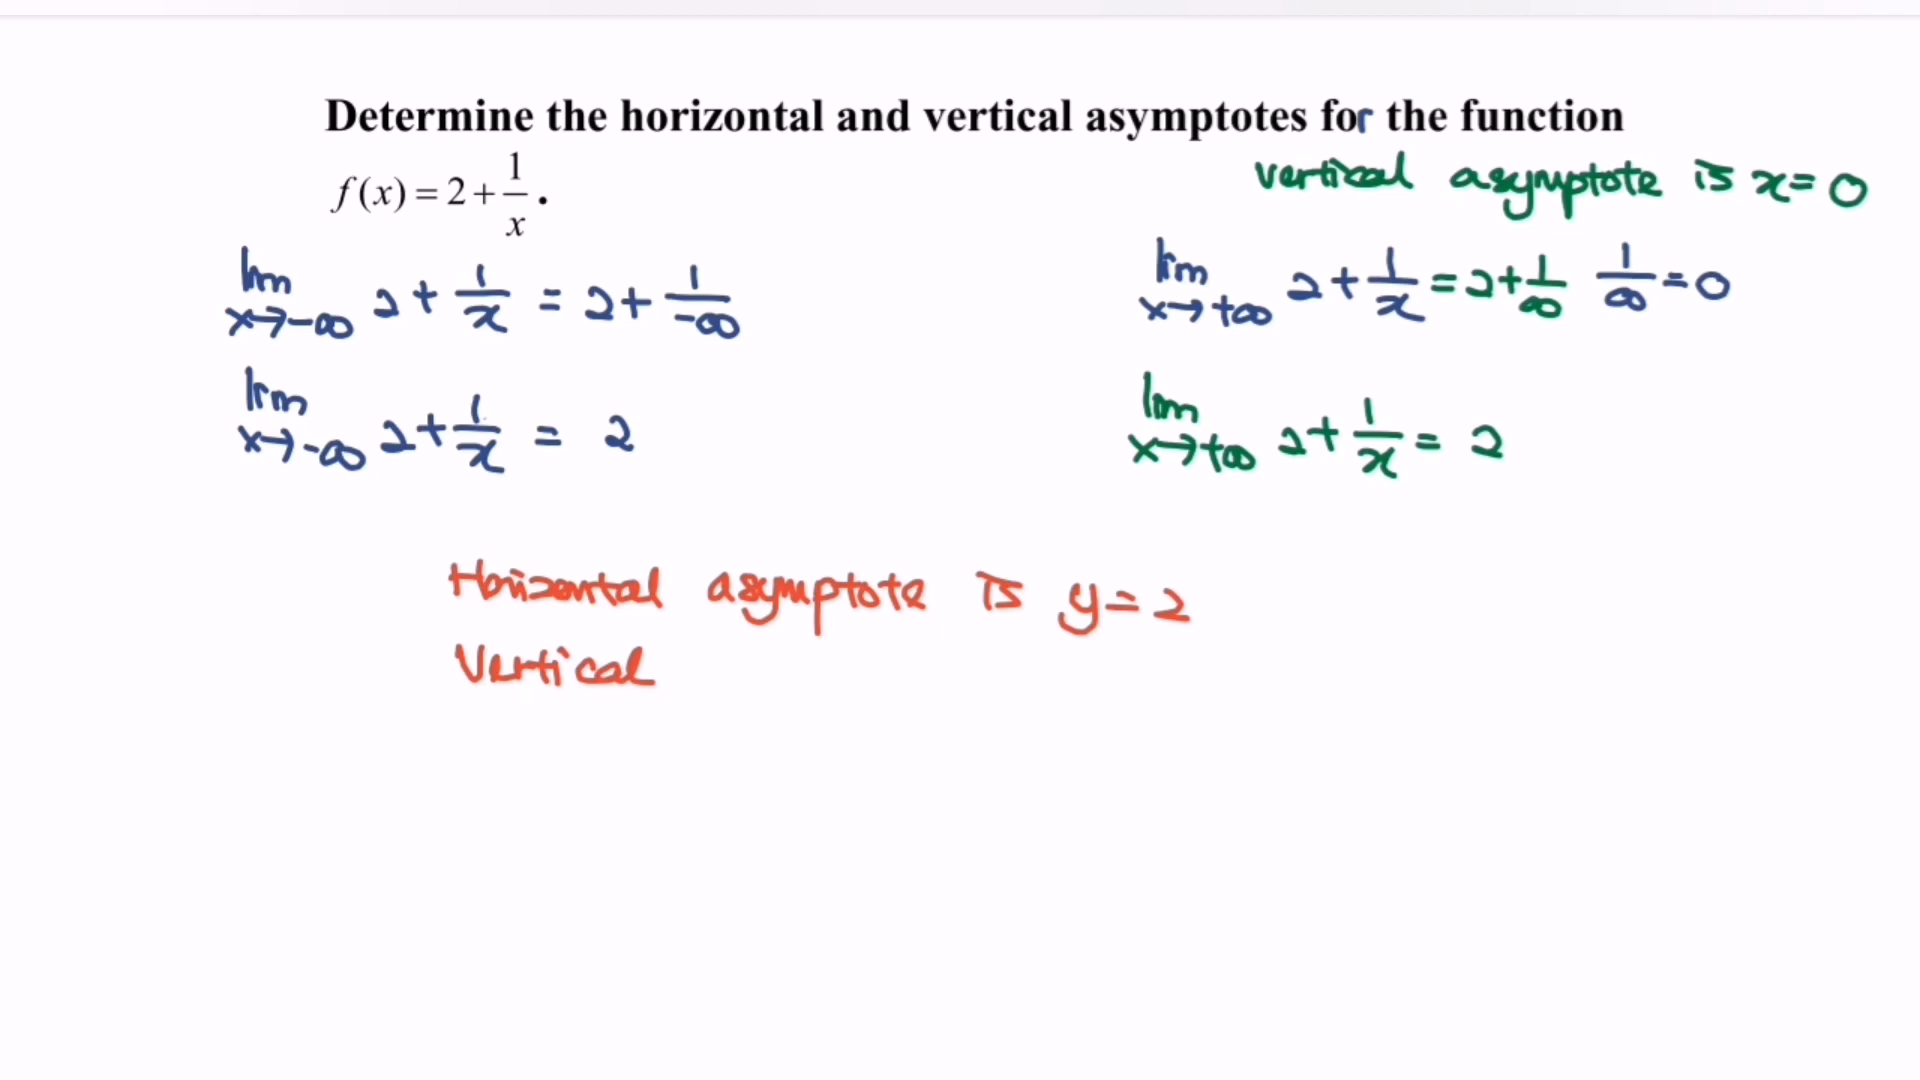 Determine the horizontal and vertical asymptotes for the function
f(x) = 2 + 1/x .
vertical asymptote is x = 0
lim x→-∞ 2 + 1/x = 2 + 1/-∞
lim x→+∞ 2 + 1/x = 2 + 1/∞ 1/∞ = 0
lim x→-∞ 2 + 1/x = 2
lim x→+∞ 2 + 1/x = 2
Horizontal asymptote is y = 2
Vertical